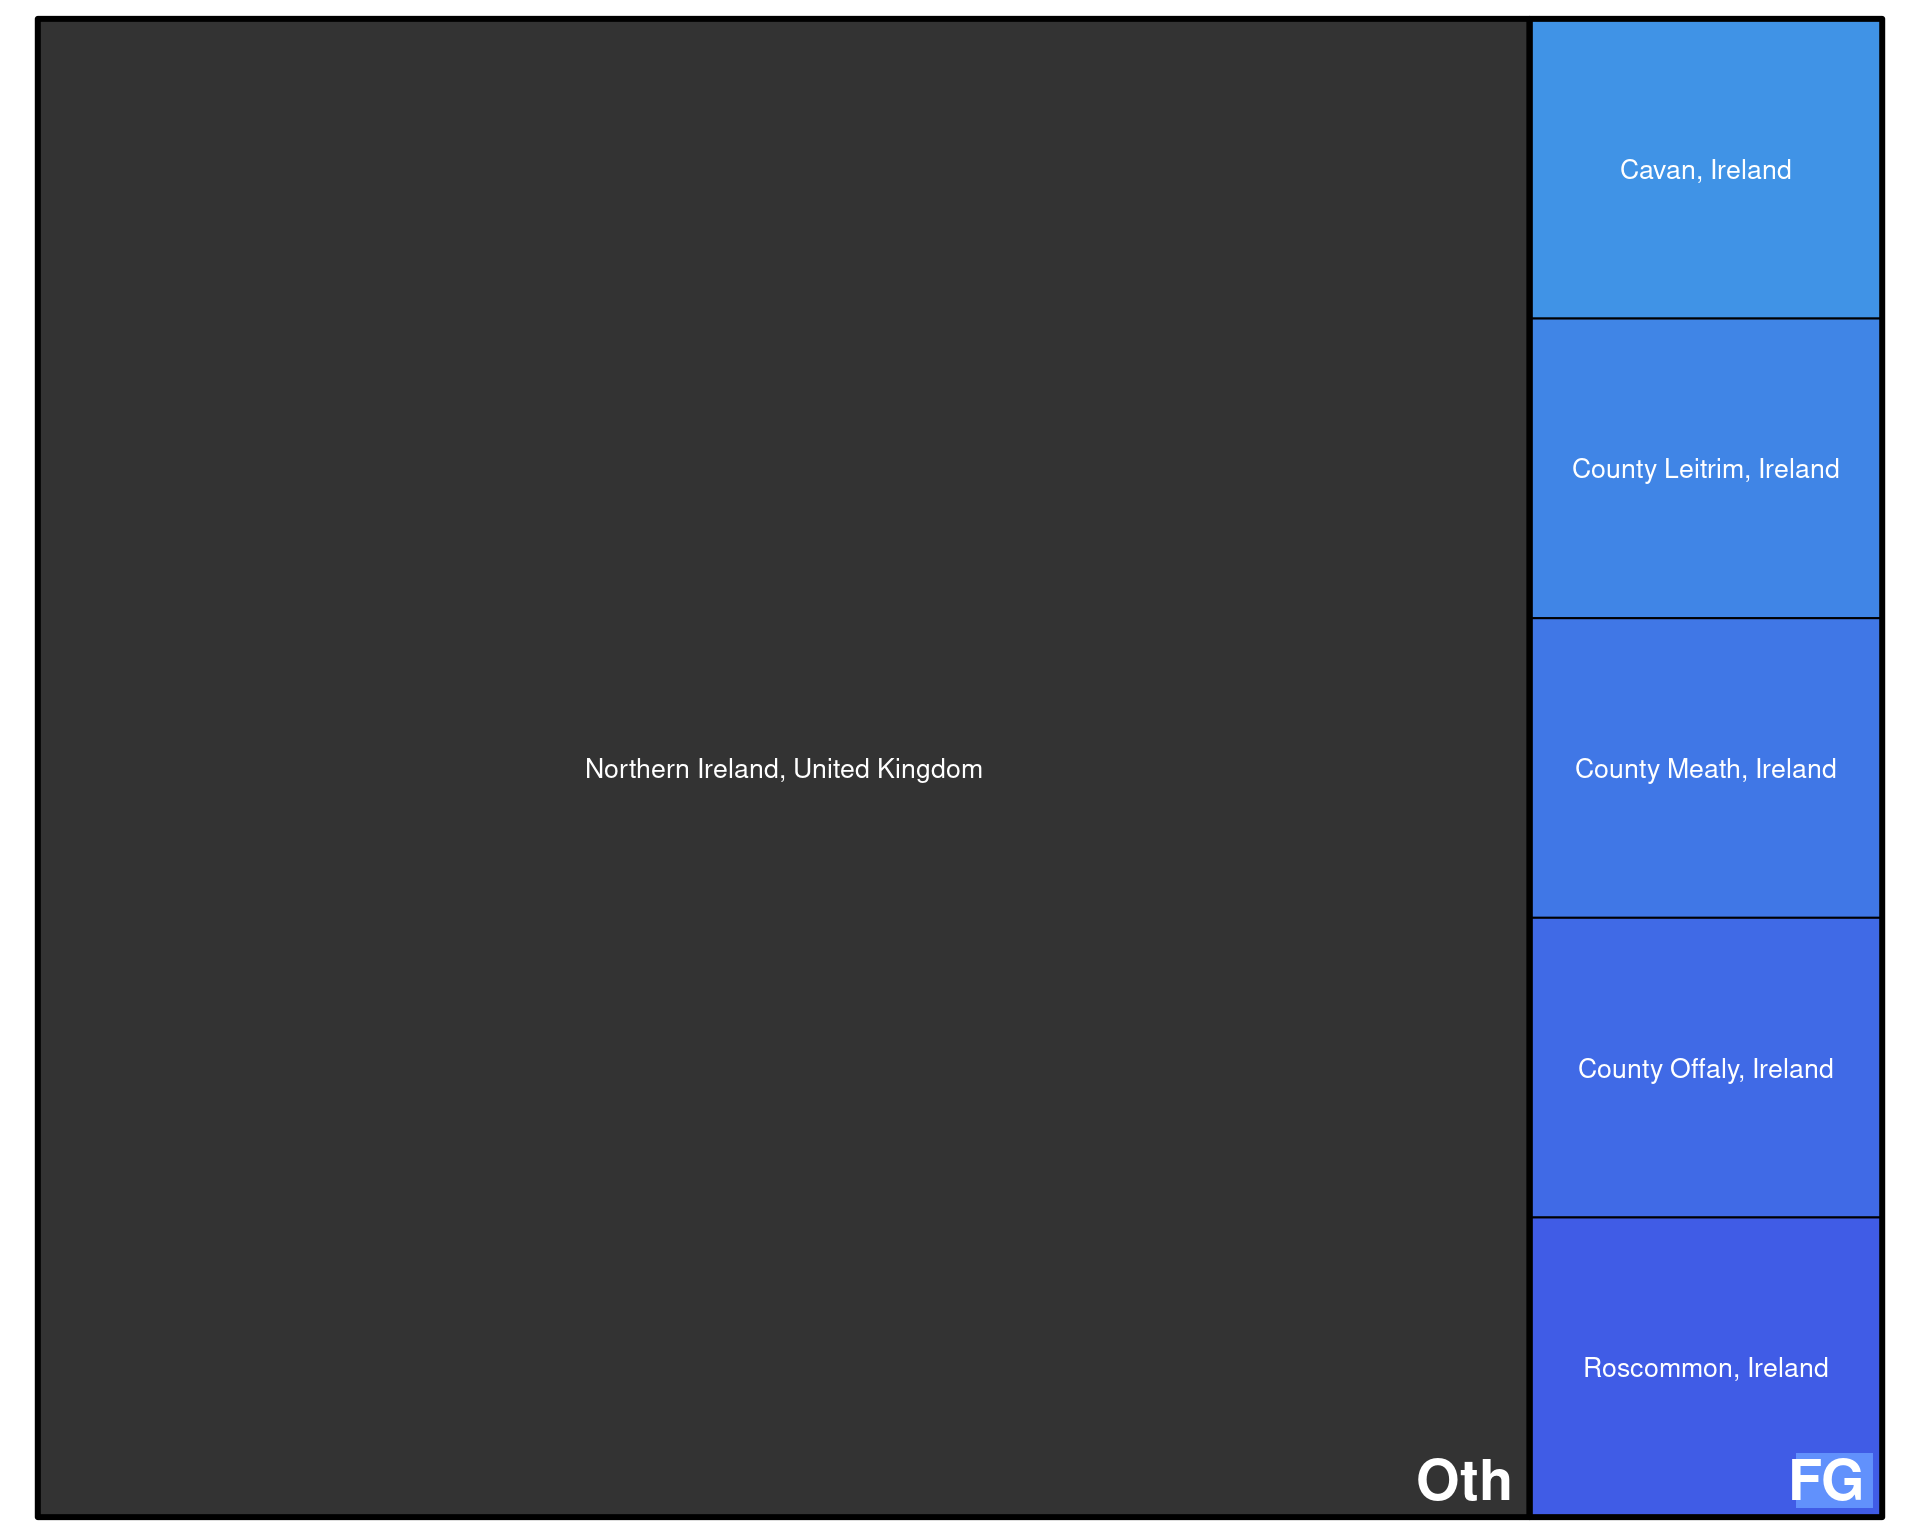 Northern Ireland, United Kingdom
Oth
Cavan, Ireland
County Leitrim, Ireland
County Meath, Ireland
County Offaly, Ireland
Roscommon, Ireland
FG